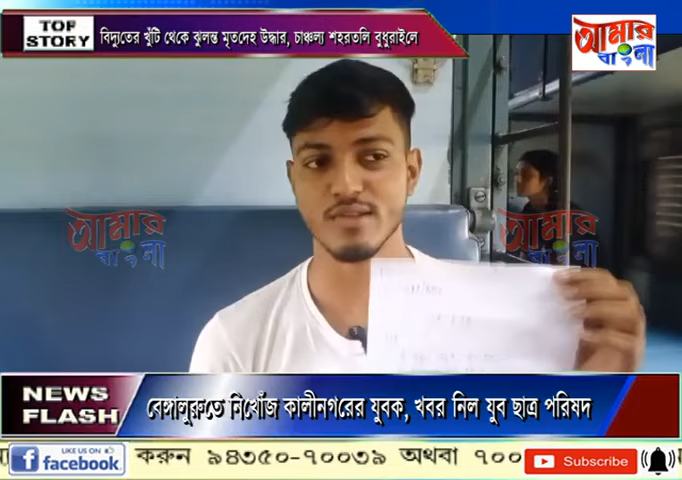 TOP STORY
বিদ্যুতের খুঁটি থেকে ঝুলন্ত মৃতদেহ উদ্ধার, চাঞ্চল্য শহরতলি বুধুরাইলে
আমার বাংলা
আমার বাংলা
আমার বাংলা
NEWS FLASH
বেঙ্গালুরুতে নিখোঁজ কালীনগরের যুবক, খবর নিল যুব ছাত্র পরিষদ
LIKE US ON
facebook
করুন ৯৪৩৫০-৭০০৩৯ অথবা ৭০০
Subscribe